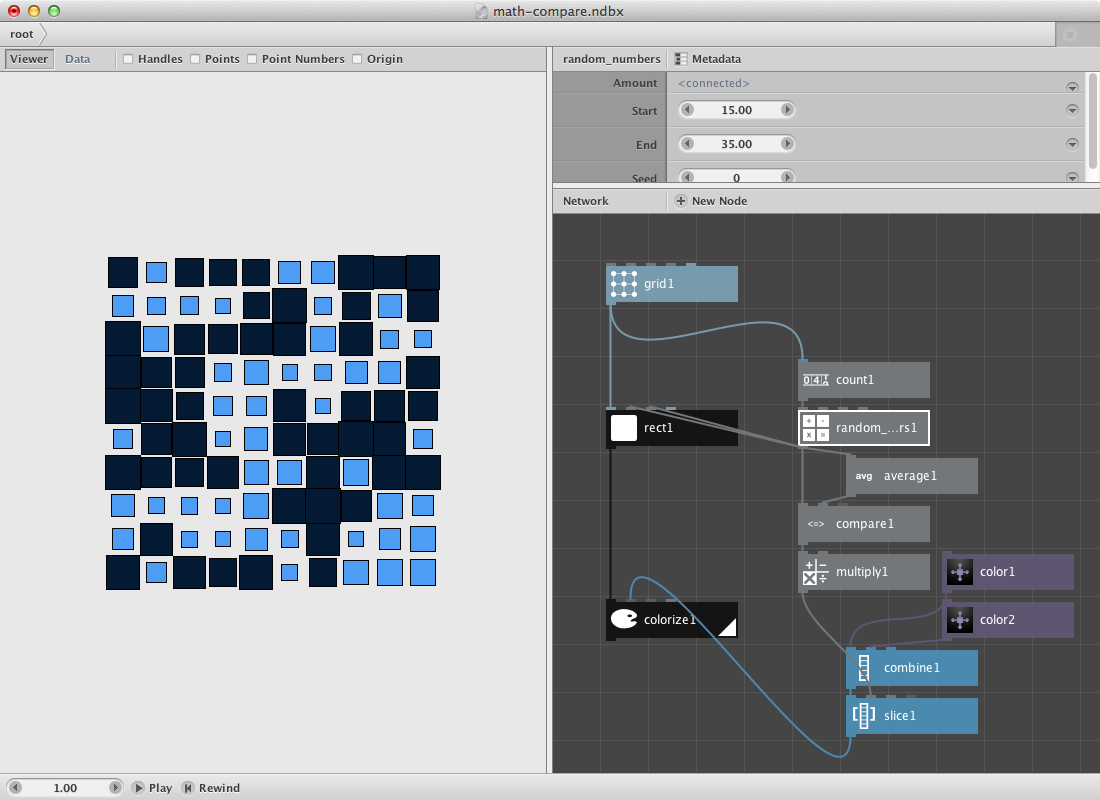 math-compare.ndbx
root
Viewer Data Handles Points Point Numbers Origin
random_numbers Metadata
Amount <connected>
Start 15.00
End 35.00
Seed 0
Network New Node
grid1
count1
rect1
random_...rs1
avg average1
<=> compare1
multiply1
color1
colorize1
color2
combine1
slice1
1.00 Play Rewind